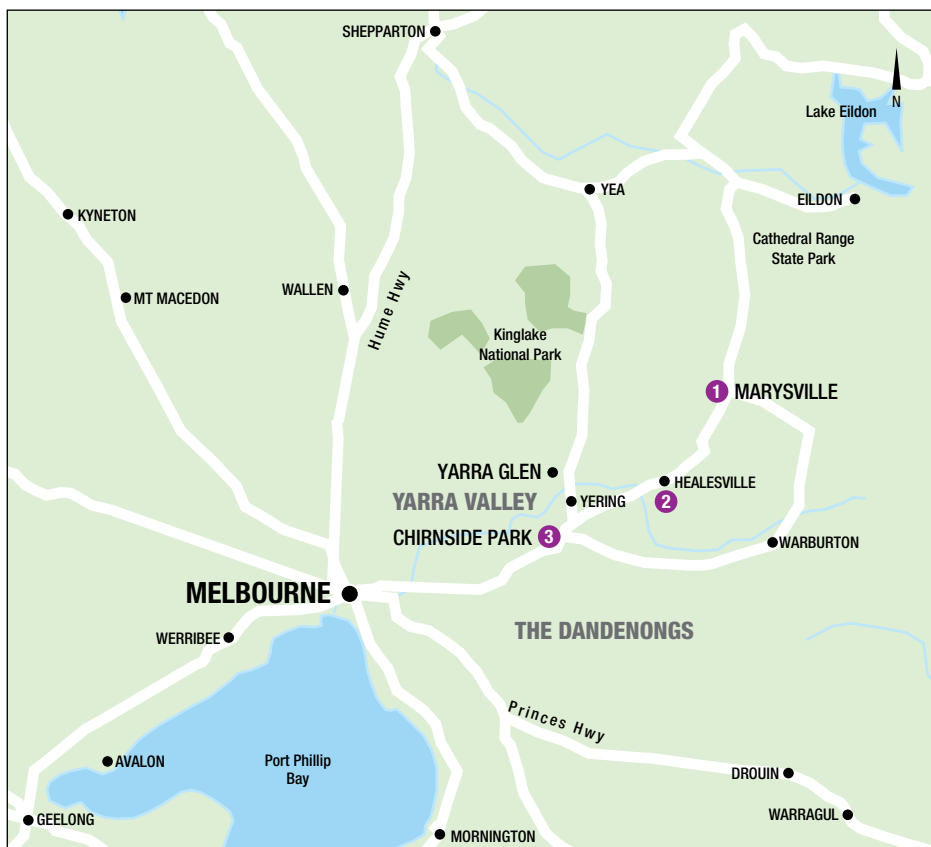 SHEPPARTON
N
Lake Eildon
YEA
EILDON
KYNETON
Cathedral Range
State Park
WALLEN
MT MACEDON
Hume Hwy
Kinglake
National Park
1 MARYSVILLE
YARRA GLEN
HEALESVILLE
YARRA VALLEY
YERING
2
CHIRNSIDE PARK 3
WARBURTON
MELBOURNE
THE DANDENONGS
WERRIBEE
Princes Hwy
AVALON
Port Phillip
Bay
DROUIN
WARRAGUL
GEELONG
MORNINGTON